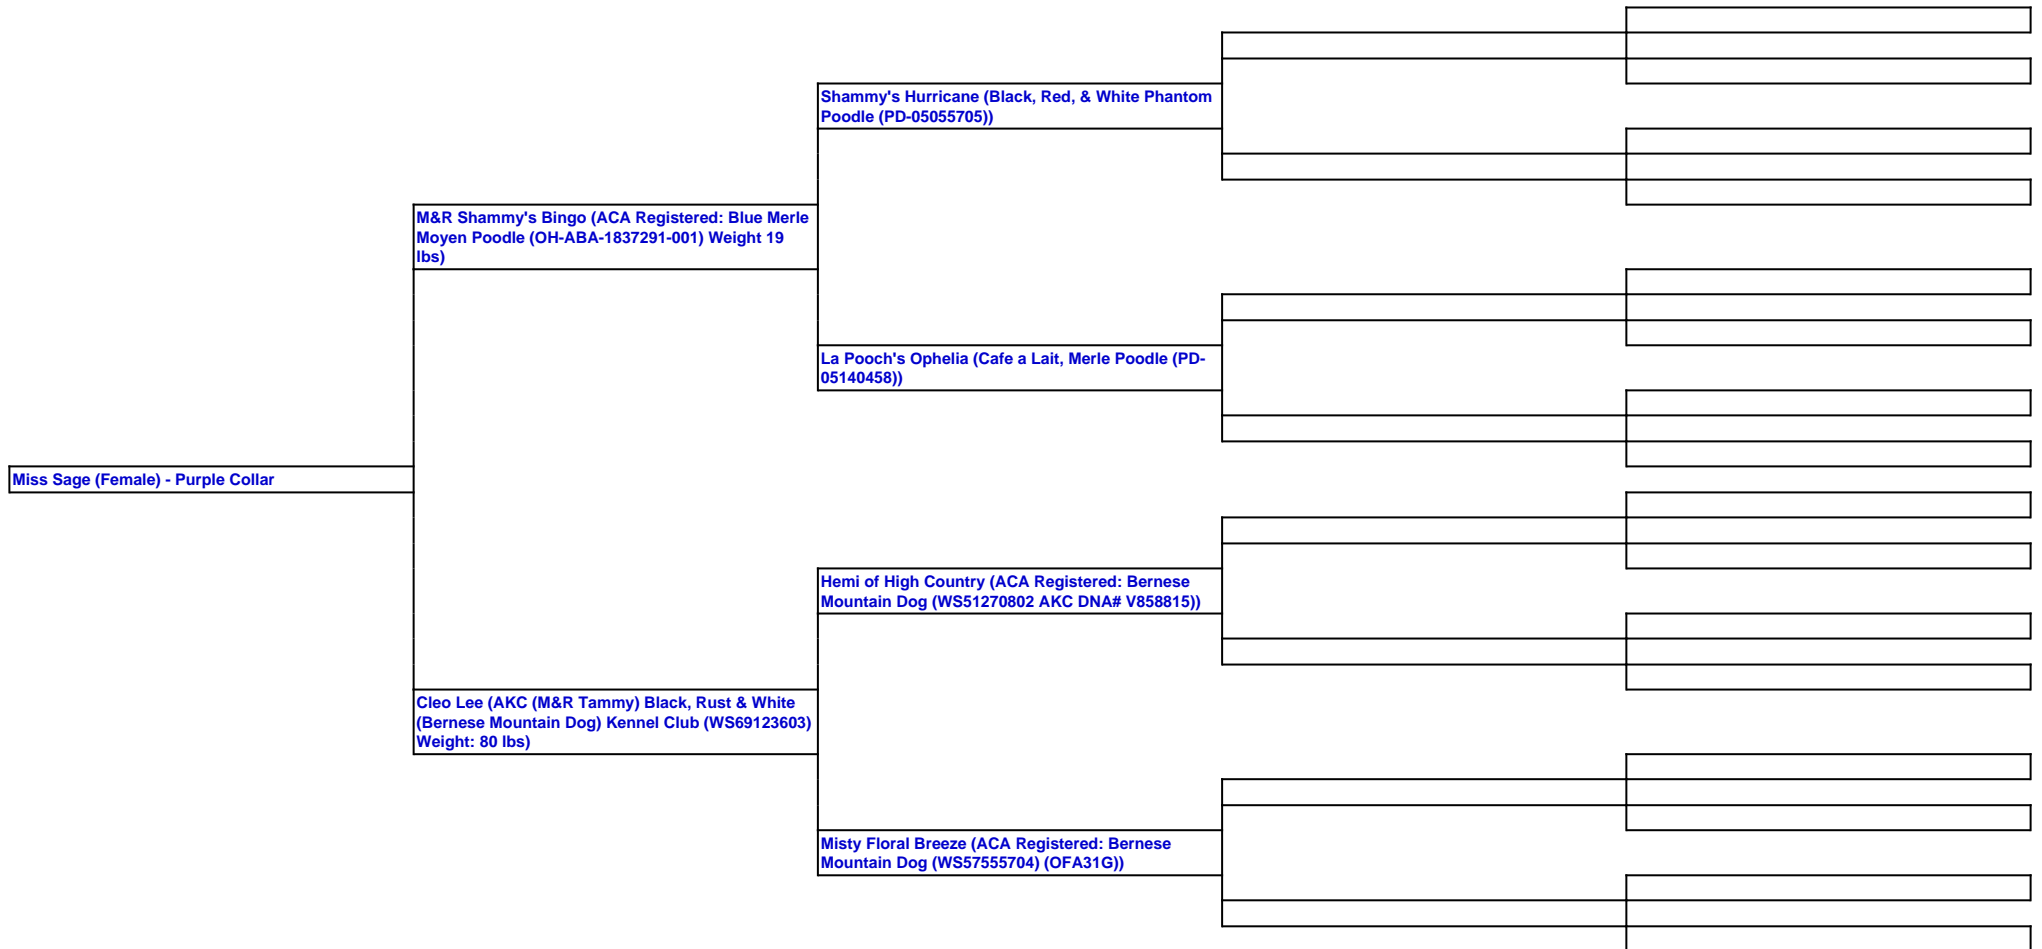 Shammy's Hurricane (Black, Red, & White Phantom
Poodle (PD-05055705))
M&R Shammy's Bingo (ACA Registered: Blue Merle
Moyen Poodle (OH-ABA-1837291-001) Weight 19
lbs)
La Pooch's Ophelia (Cafe a Lait, Merle Poodle (PD-
05140458))
Miss Sage (Female) - Purple Collar
Hemi of High Country (ACA Registered: Bernese
Mountain Dog (WS51270802 AKC DNA# V858815))
Cleo Lee (AKC (M&R Tammy) Black, Rust & White
(Bernese Mountain Dog) Kennel Club (WS69123603)
Weight: 80 lbs)
Misty Floral Breeze (ACA Registered: Bernese
Mountain Dog (WS57555704) (OFA31G))